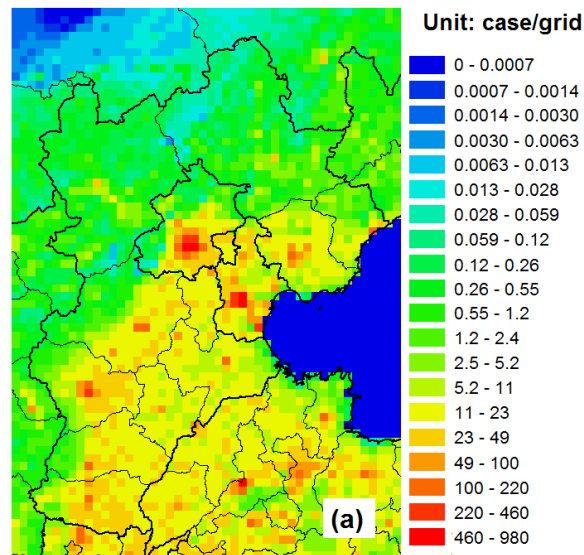 Unit: case/grid
0 - 0.0007
0.0007 - 0.0014
0.0014 - 0.0030
0.0030 - 0.0063
0.0063 - 0.013
0.013 - 0.028
0.028 - 0.059
0.059 - 0.12
0.12 - 0.26
0.26 - 0.55
0.55 - 1.2
1.2 - 2.4
2.5 - 5.2
5.2 - 11
11 - 23
23 - 49
49 - 100
100 - 220
220 - 460
460 - 980
(a)